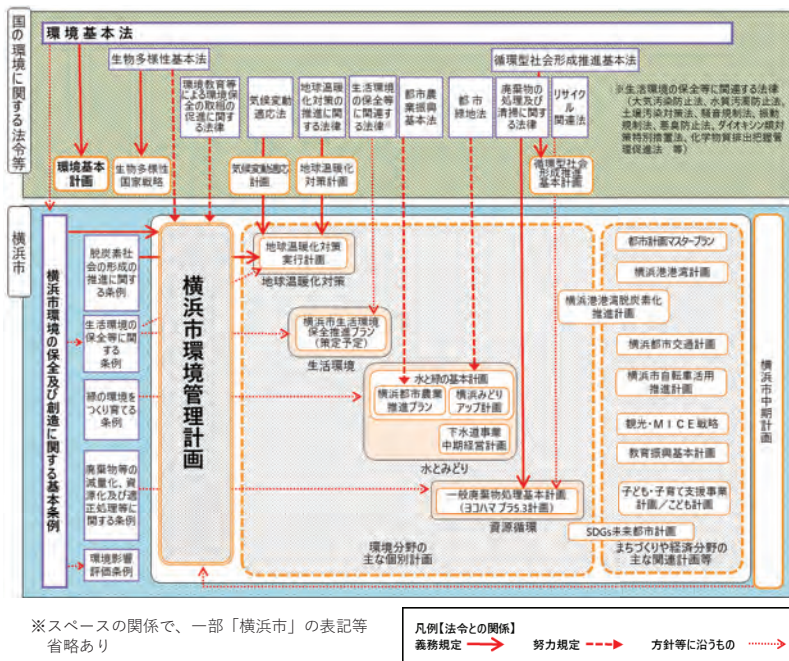 国の環境に関する法令等
環境基本法
生物多様性基本法
循環型社会形成推進基本法
環境教育等
による環境保
全の取組の
促進に関す
る法律
気候変動
適応法
地球温暖
化対策の
推進に関
する法律
生活環境
の保全等
に関連す
る法律※
都市農
業振興
基本法
都市
緑地法
廃棄物の
処理及び
清掃に関
する法律
リサイ
クル
関連法
※生活環境の保全等に関連する法律
(大気汚染防止法、水質汚濁防止法、
土壌汚染対策法、騒音規制法、振動
規制法、悪臭防止法、ダイオキシン類対
策特別措置法、化学物質排出把握管
理促進法 等)
環境基本
計画
生物多様性
国家戦略
気候変動適応
計画
地球温暖化
対策計画
循環型社会
形成推進
基本計画
横浜市
横浜市環境の保全及び創造に関する基本条例
脱炭素社
会の形成の
推進に関す
る条例
生活環境の
保全等に関
する
条例
緑の環境を
つくり育てる
条例
廃棄物等の
減量化、資
源化及び適
正処理等に
関する条例
環境影響
評価条例
横浜市環境管理計画
地球温暖化対策
実行計画
地球温暖化対策
横浜市生活環境
保全推進プラン
(策定予定)
生活環境
水と緑の基本計画
横浜都市農業
推進プラン
横浜みどり
アップ計画
下水道事業
中期経営計画
水とみどり
一般廃棄物処理基本計画
(ヨコハマ プラ5.3計画)
資源循環
環境分野の
主な個別計画
都市計画マスタープラン
横浜港港湾計画
横浜港港湾脱炭素化
推進計画
横浜都市交通計画
横浜市自転車活用
推進計画
観光・MICE戦略
教育振興基本計画
子ども・子育て支援事業
計画/こども計画
SDGs未来都市計画
まちづくりや経済分野の
主な関連計画等
横浜市中期計画
※スペースの関係で、一部「横浜市」の表記等
省略あり
凡例【法令との関係】
義務規定 努力規定 方針等に沿うもの